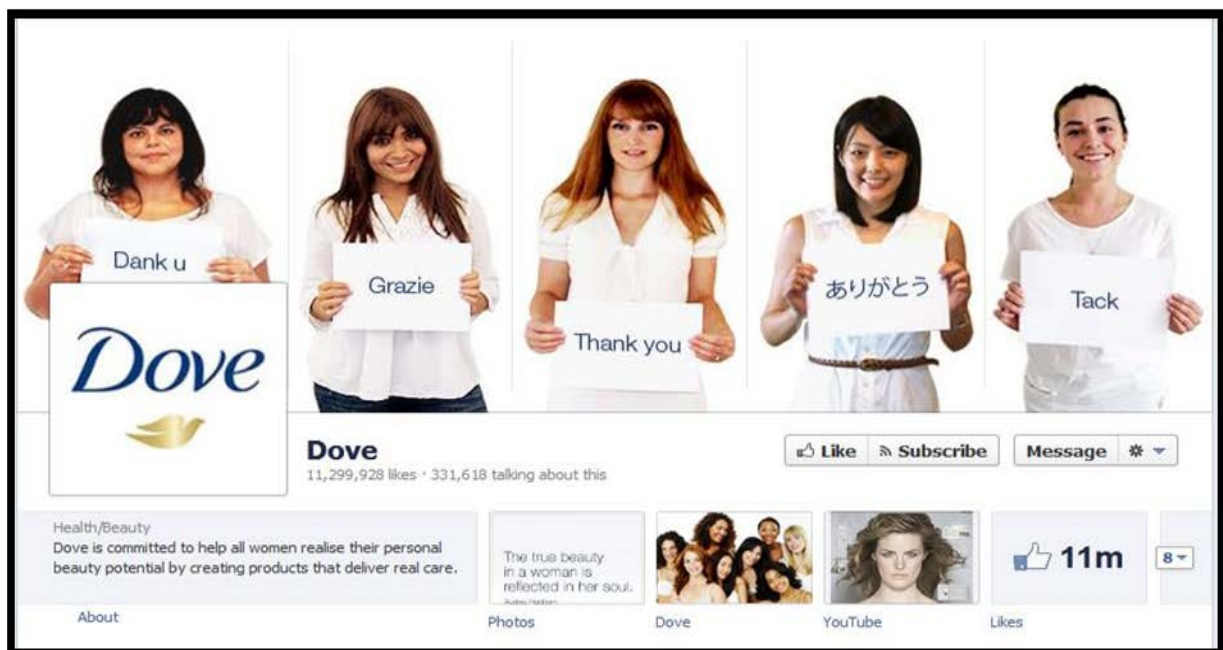 Dank u
Grazie
Thank you
ありがとう
Tack
Dove
Dove
11,299,928 likes · 331,618 talking about this
Like
Subscribe
Message
Health/Beauty
Dove is committed to help all women realise their personal
beauty potential by creating products that deliver real care.
About
The true beauty
in a woman is
reflected in her soul.
11m
8
Photos
Dove
YouTube
Likes